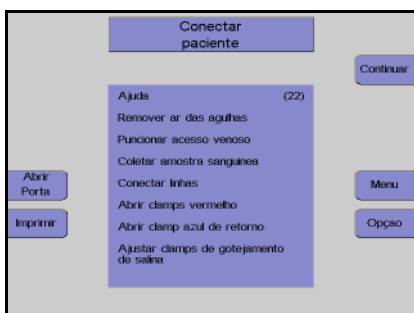 Conectar
paciente
Continuar
Ajuda (22)
Remover ar das agulhas
Puncionar acesso venoso
Coletar amostra sanguinea
Conectar linhas
Abrir clamps vermelho
Abrir clamp azul de retorno
Ajustar clamps de gotejamento
de salina
Abrir
Porta
Imprimir
Menu
Opçao